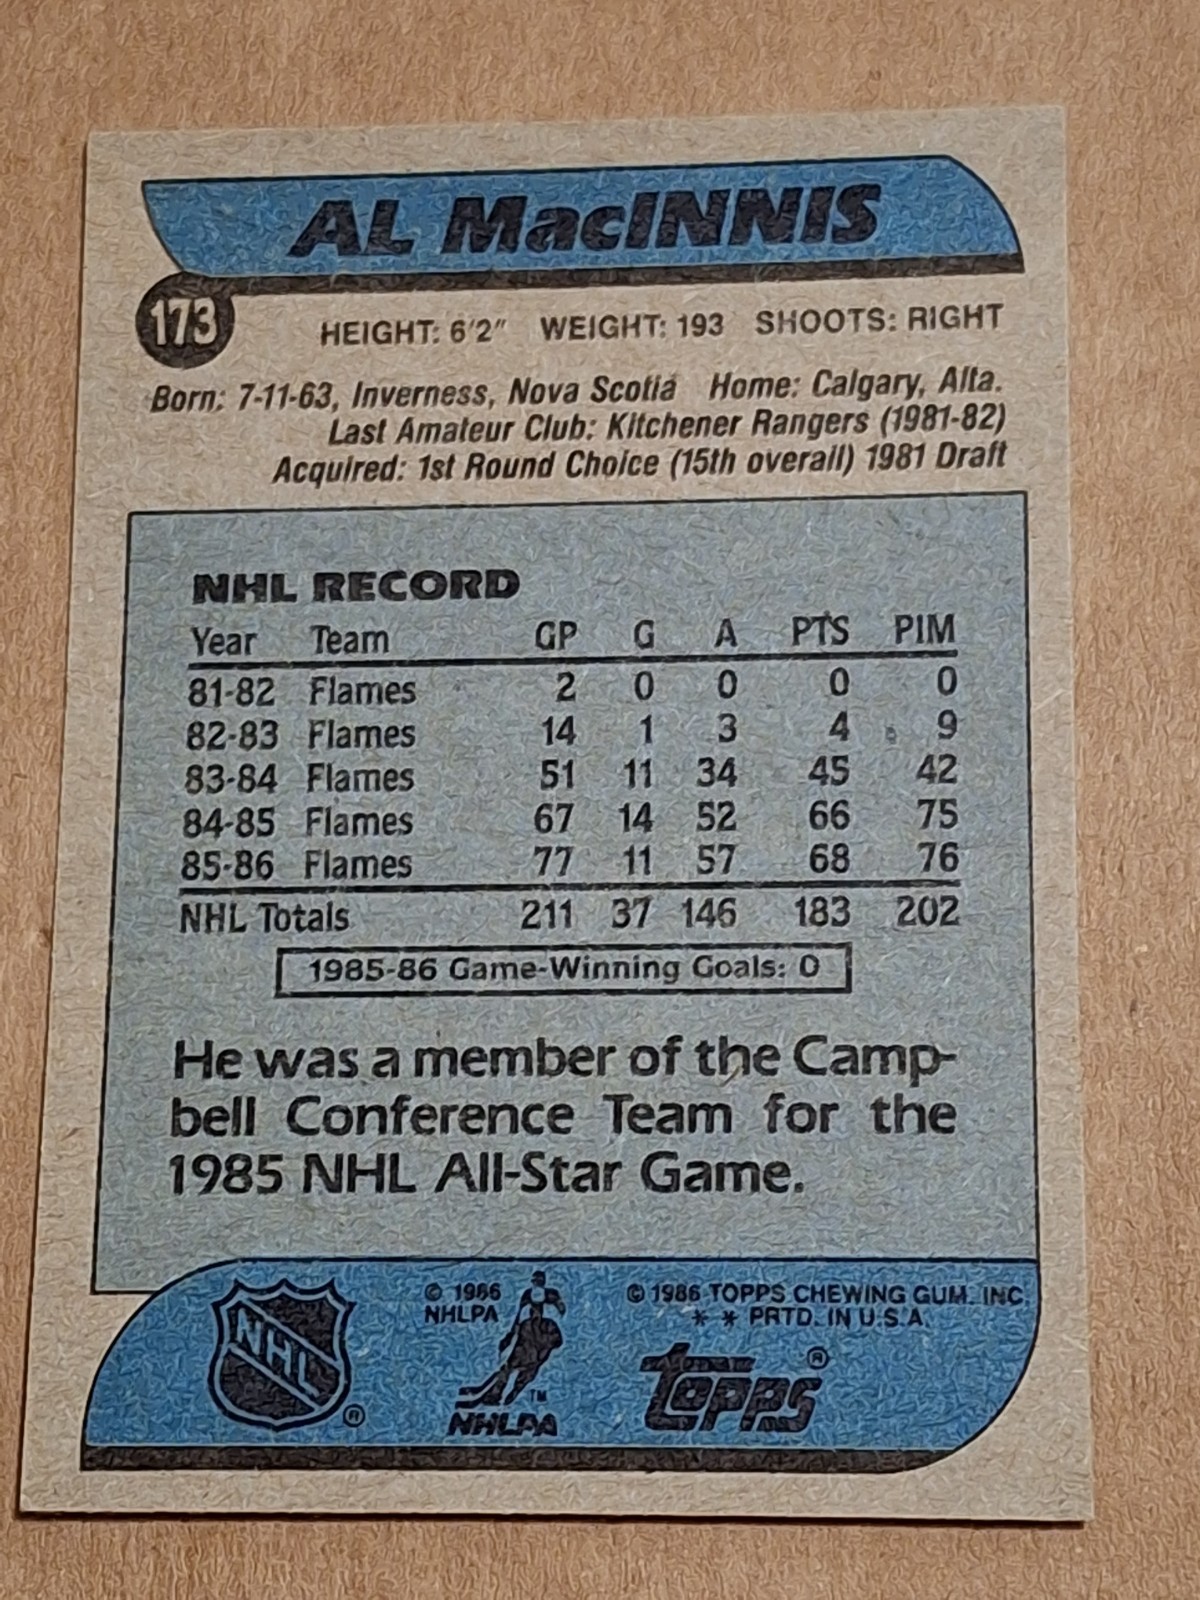 AL MacINNIS
173
HEIGHT: 6'2" WEIGHT: 193 SHOOTS: RIGHT
Born: 7-11-63, Inverness, Nova Scotia Home: Calgary, Alta.
Last Amateur Club: Kitchener Rangers (1981-82)
Acquired: 1st Round Choice (15th overall) 1981 Draft
NHL RECORD
Year Team GP G A PTS PIM
81-82 Flames 2 0 0 0 0
82-83 Flames 14 1 3 4 9
83-84 Flames 51 11 34 45 42
84-85 Flames 67 14 52 66 75
85-86 Flames 77 11 57 68 76
NHL Totals 211 37 146 183 202
1985-86 Game-Winning Goals: 0
He was a member of the Camp-
bell Conference Team for the
1985 NHL All-Star Game.
NHL ®
© 1986
NHLPA
TM
NHLPA
© 1986 TOPPS CHEWING GUM, INC.
* * PRTD. IN U.S.A.
TOPPS ®